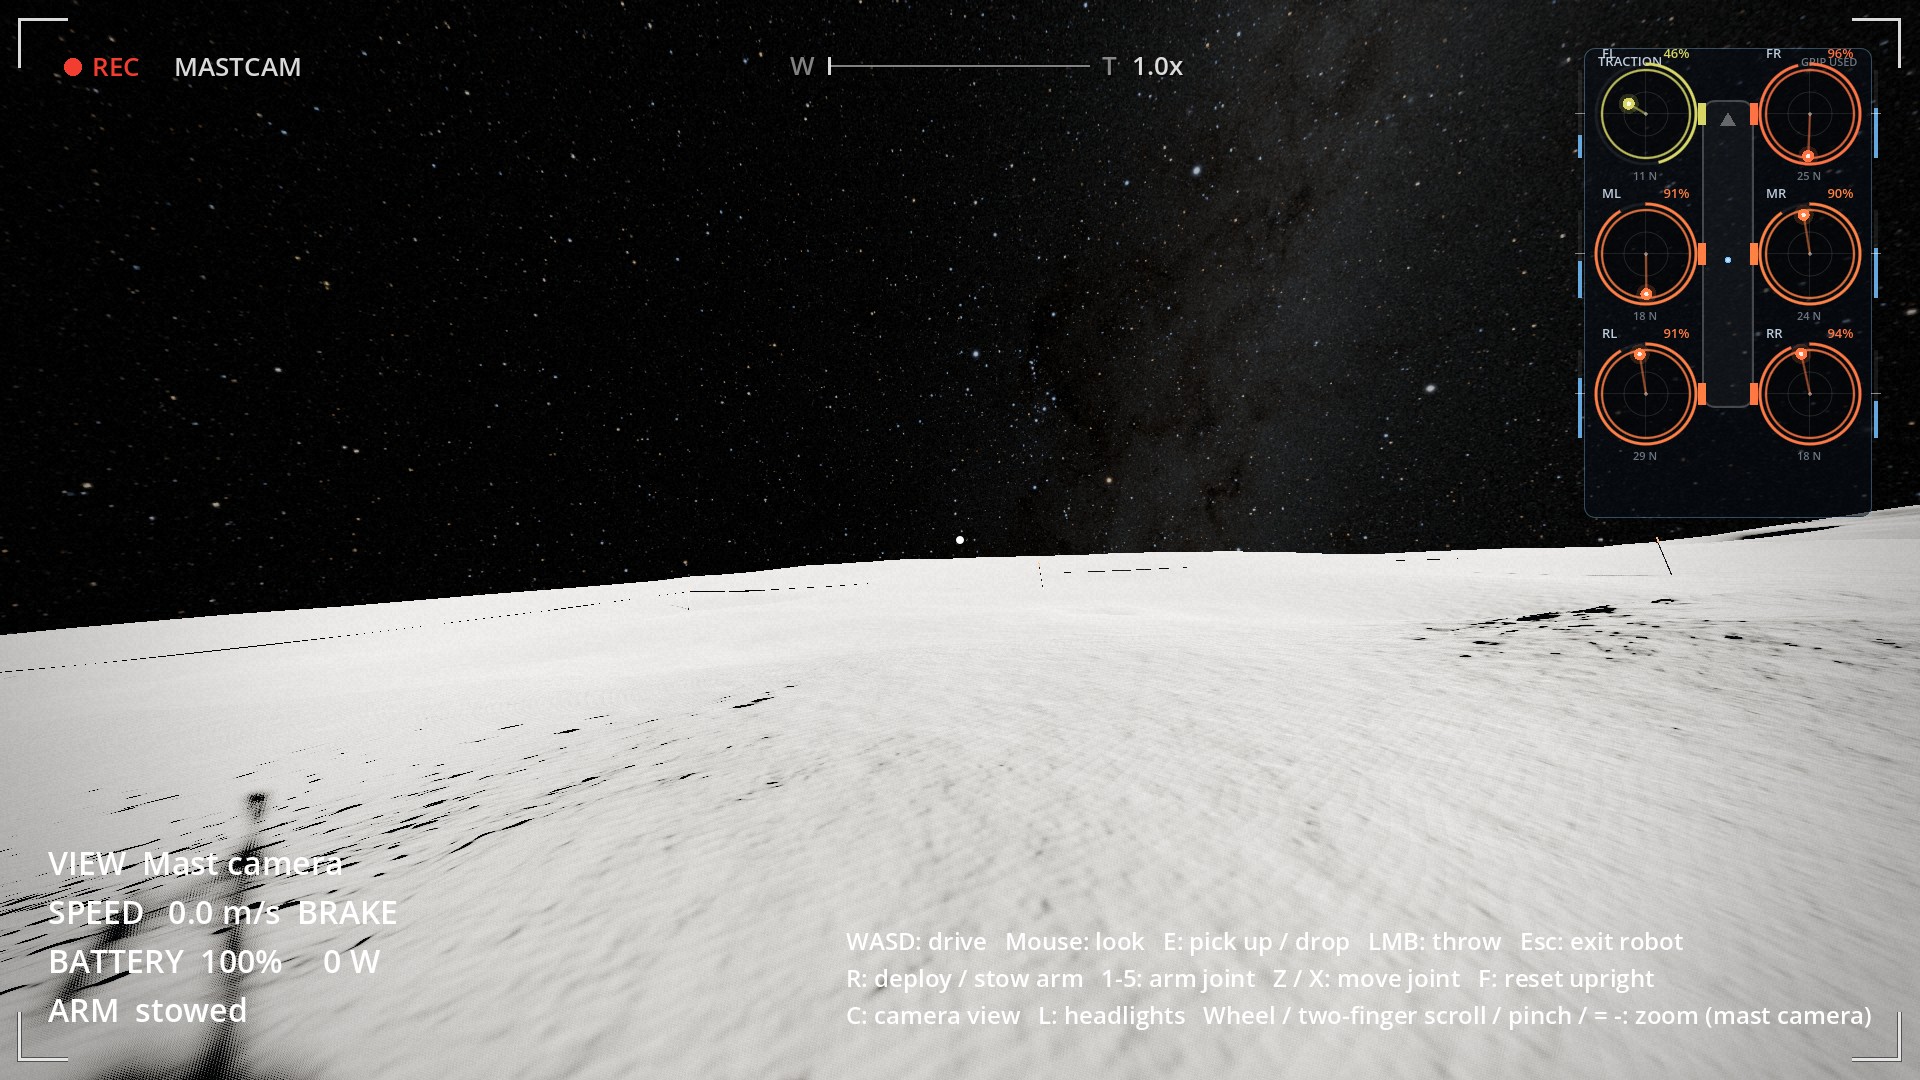 REC MASTCAM
W T 1.0x
FL 46% FR 96%
TRACTION GRIP USED
11 N 25 N
ML 91% MR 90%
18 N 24 N
RL 91% RR 94%
29 N 18 N
VIEW Mast camera
SPEED 0.0 m/s BRAKE
BATTERY 100% 0 W
ARM stowed
WASD: drive Mouse: look E: pick up / drop LMB: throw Esc: exit robot
R: deploy / stow arm 1-5: arm joint Z / X: move joint F: reset upright
C: camera view L: headlights Wheel / two-finger scroll / pinch / = -: zoom (mast camera)